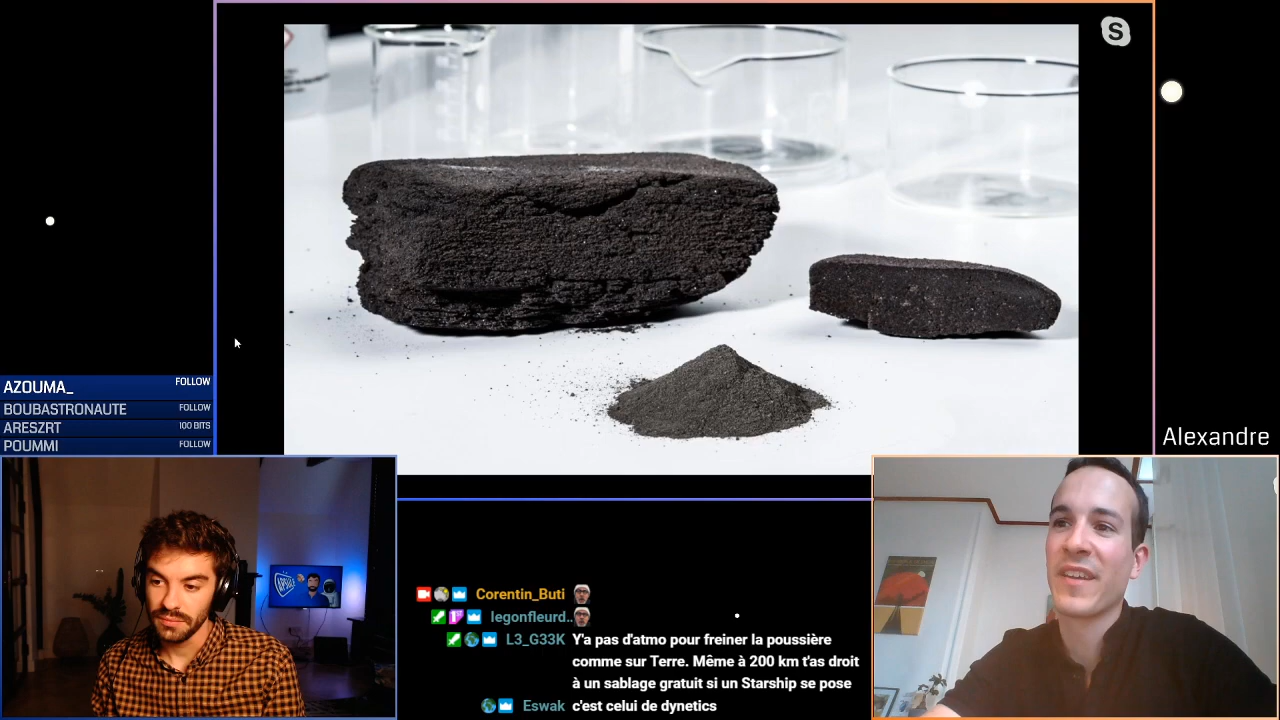 S
AZOUMA_ FOLLOW
BOUBASTRONAUTE FOLLOW
ARESZRT 100 BITS
POUMMI FOLLOW
Alexandre
Corentin_Buti
legonfleurd..
L3_G33K Y'a pas d'atmo pour freiner la poussière
comme sur Terre. Même à 200 km t'as droit
à un sablage gratuit si un Starship se pose
Eswak c'est celui de dynetics